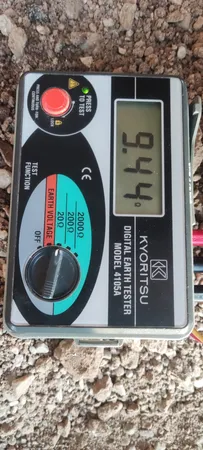 9.44
KYORITSU
DIGITAL EARTH TESTER
MODEL 4105A
PRESS
TO TEST
LOCK
CE
TEST
FUNCTION
2000Ω
200Ω
20Ω
EARTH VOLTAGE
OFF